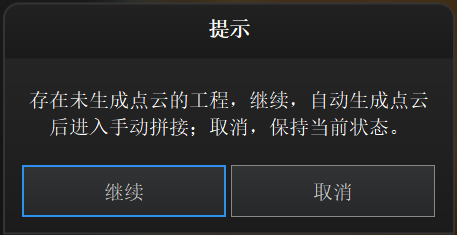 提示
存在未生成点云的工程，继续，自动生成点云
后进入手动拼接；取消，保持当前状态。
继续
取消